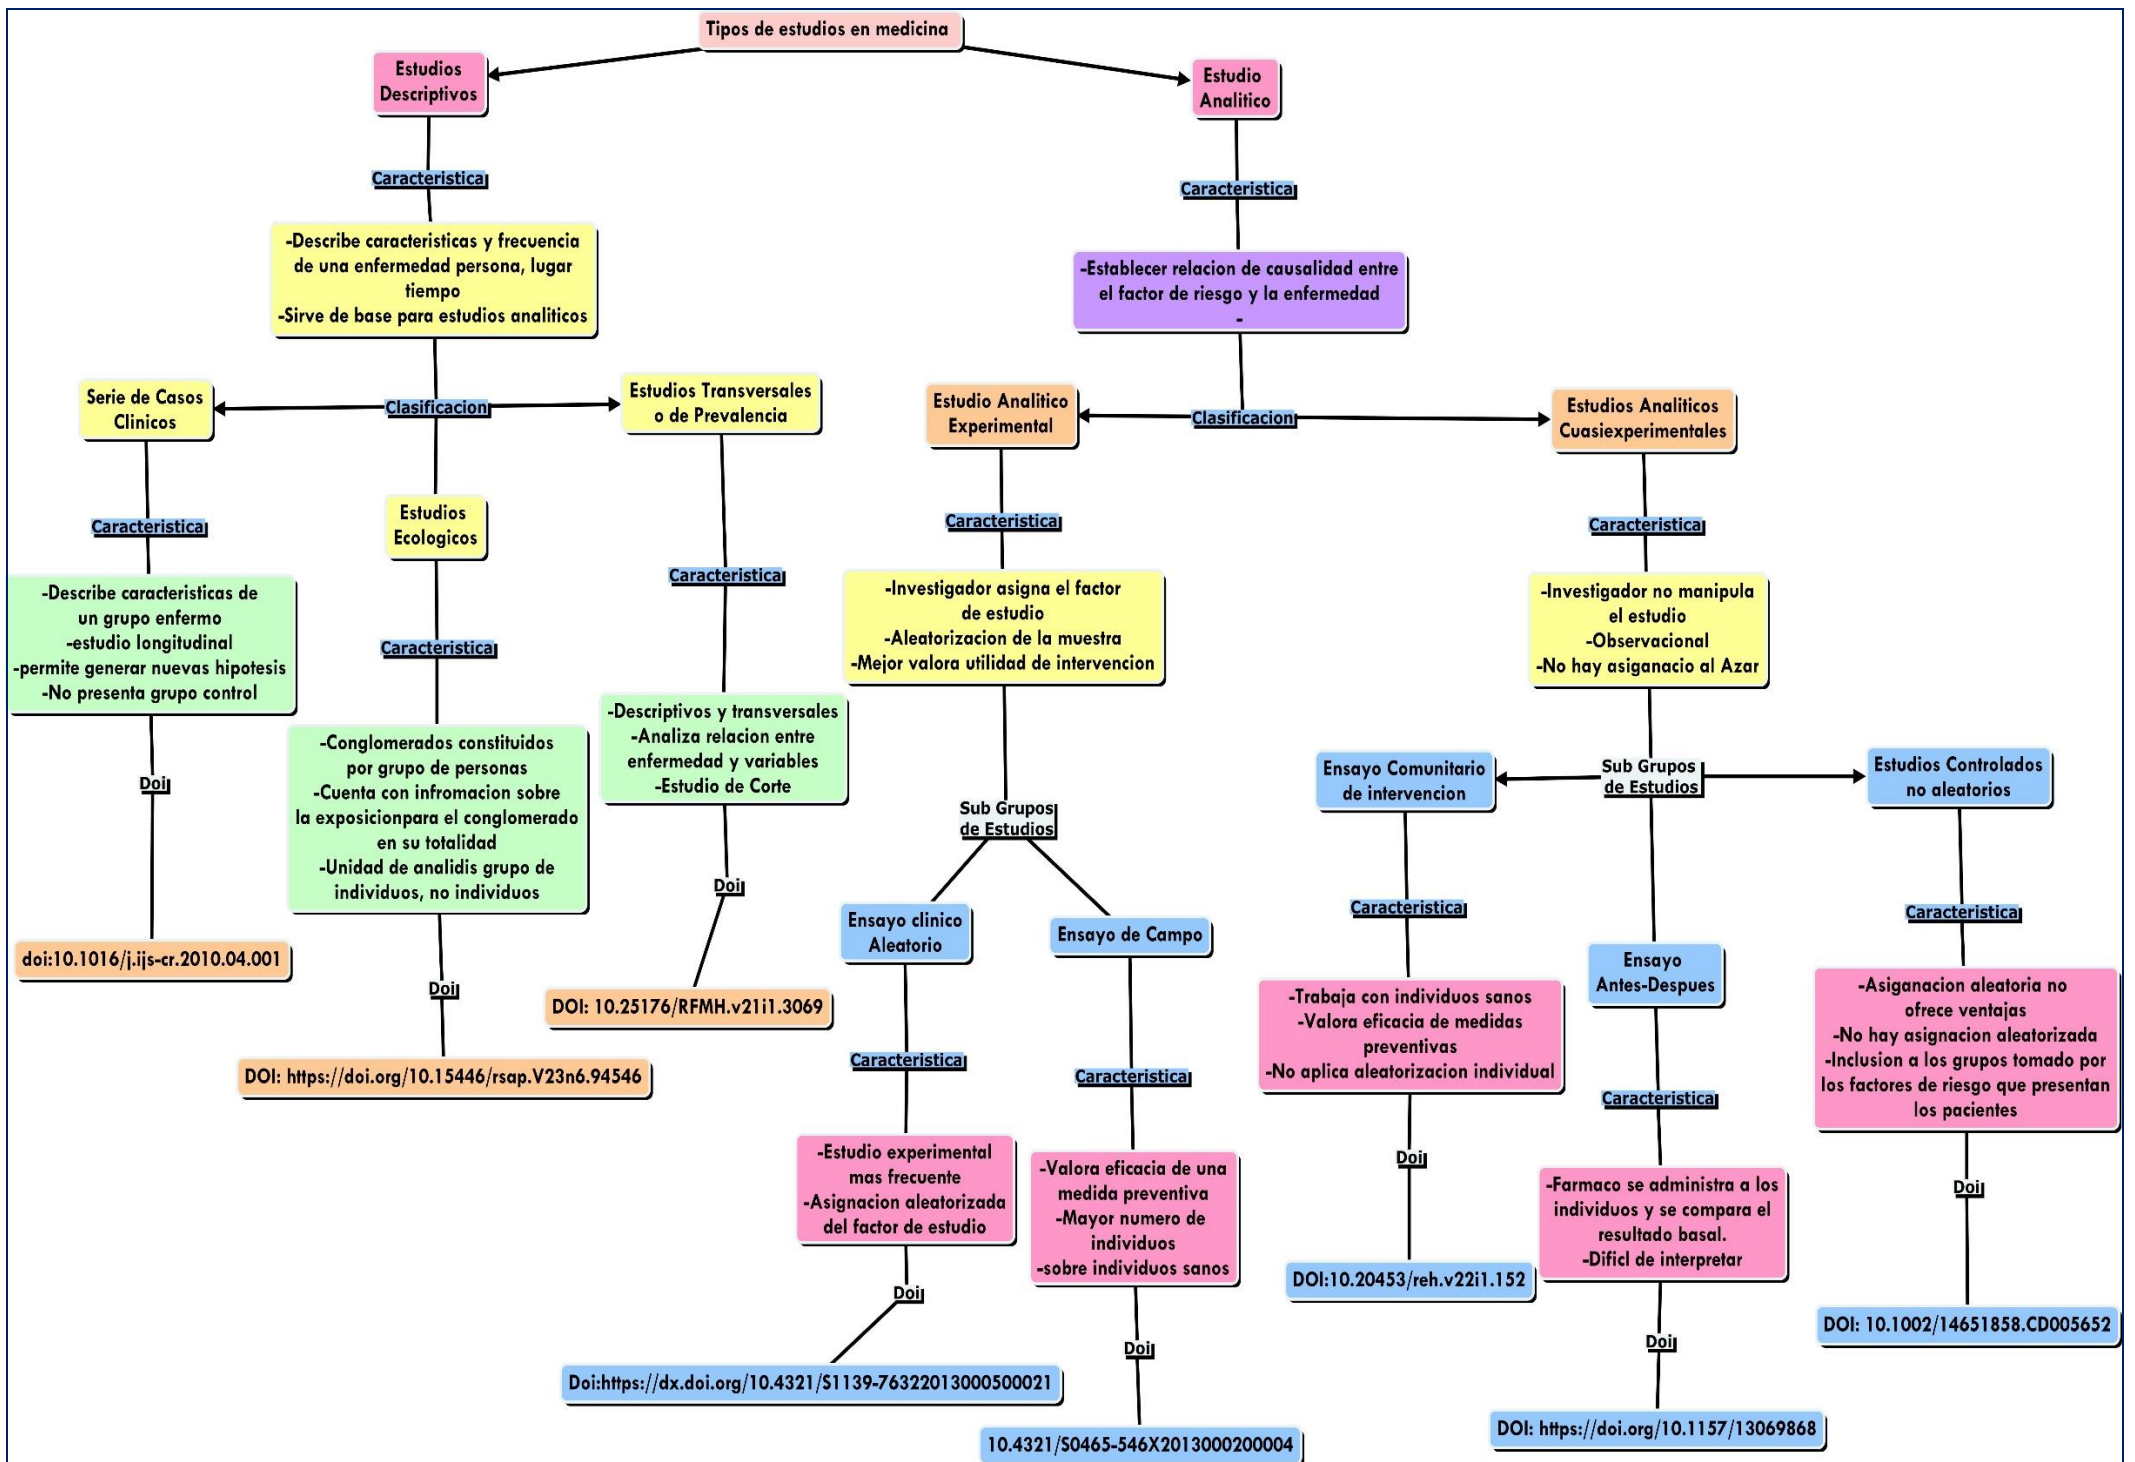 Tipos de estudios en medicina
Estudios
Descriptivos
Caracteristica
-Describe caracteristicas y frecuencia
de una enfermedad persona, lugar
tiempo
-Sirve de base para estudios analiticos
Clasificacion
Serie de Casos
Clinicos
Caracteristica
-Describe caracteristicas de
un grupo enfermo
-estudio longitudinal
-permite generar nuevas hipotesis
-No presenta grupo control
Doi
doi:10.1016/j.ijs-cr.2010.04.001
Estudios
Ecologicos
Caracteristica
-Conglomerados constituidos
por grupo de personas
-Cuenta con infromacion sobre
la exposicionpara el conglomerado
en su totalidad
-Unidad de analidis grupo de
individuos, no individuos
Doi
DOI: https://doi.org/10.15446/rsap.V23n6.94546
Estudios Transversales
o de Prevalencia
Caracteristica
-Descriptivos y transversales
-Analiza relacion entre
enfermedad y variables
-Estudio de Corte
Doi
DOI: 10.25176/RFMH.v21i1.3069
Estudio
Analitico
Caracteristica
-Establecer relacion de causalidad entre
el factor de riesgo y la enfermedad
-
Clasificacion
Estudio Analitico
Experimental
Caracteristica
-Investigador asigna el factor
de estudio
-Aleatorizacion de la muestra
-Mejor valora utilidad de intervencion
Sub Grupos
de Estudios
Ensayo clinico
Aleatorio
Caracteristica
-Estudio experimental
mas frecuente
-Asignacion aleatorizada
del factor de estudio
Doi
Doi:https://dx.doi.org/10.4321/S1139-76322013000500021
Ensayo de Campo
Caracteristica
-Valora eficacia de una
medida preventiva
-Mayor numero de
individuos
-sobre individuos sanos
Doi
10.4321/S0465-546X2013000200004
Estudios Analiticos
Cuasiexperimentales
Caracteristica
-Investigador no manipula
el estudio
-Observacional
-No hay asiganacio al Azar
Sub Grupos
de Estudios
Ensayo Comunitario
de intervencion
Caracteristica
-Trabaja con individuos sanos
-Valora eficacia de medidas
preventivas
-No aplica aleatorizacion individual
Doi
DOI:10.20453/reh.v22i1.152
Ensayo
Antes-Despues
Caracteristica
-Farmaco se administra a los
individuos y se compara el
resultado basal.
-Dificl de interpretar
Doi
DOI: https://doi.org/10.1157/13069868
Estudios Controlados
no aleatorios
Caracteristica
-Asiganacion aleatoria no
ofrece ventajas
-No hay asignacion aleatorizada
-Inclusion a los grupos tomado por
los factores de riesgo que presentan
los pacientes
Doi
DOI: 10.1002/14651858.CD005652